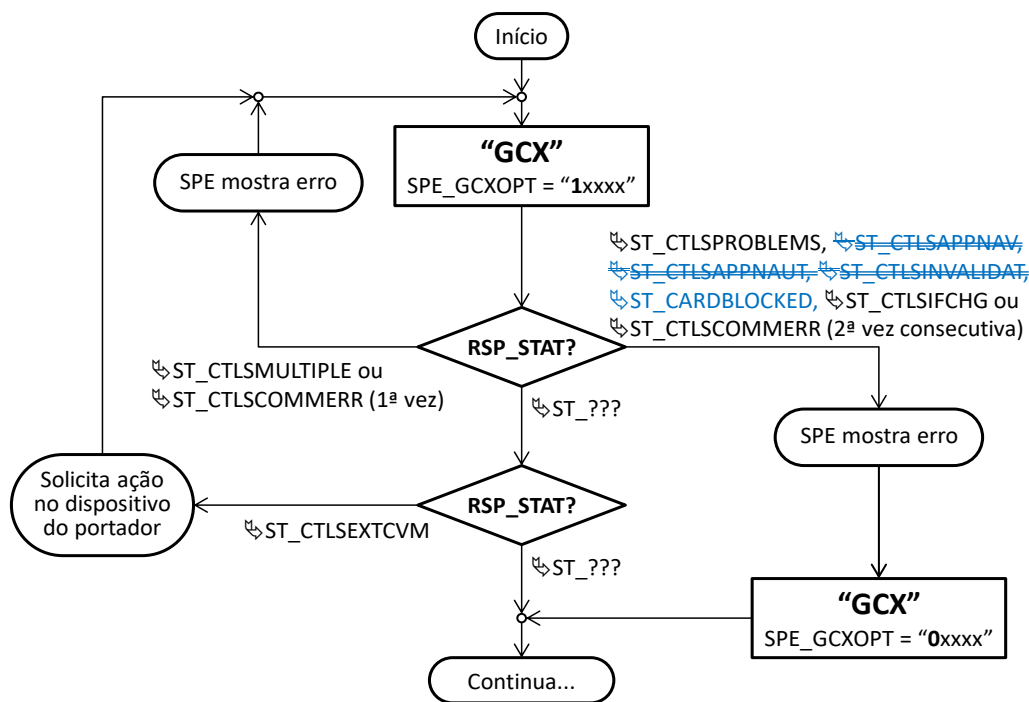 Início
“GCX”
SPE_GCXOPT = “1xxxx”
SPE mostra erro
↳ST_CTLSPROBLEMS, ↳ST_CTLSAPPNAV,
↳ST_CTLSAPPNAUT, ↳ST_CTLSINVALIDAT,
↳ST_CARDBLOCKED, ↳ST_CTLSIFCHG ou
↳ST_CTLSCOMMERR (2ª vez consecutiva)
RSP_STAT?
↳ST_CTLSMULTIPLE ou
↳ST_CTLSCOMMERR (1ª vez)
↳ST_???
SPE mostra erro
Solicita ação
no dispositivo
do portador
RSP_STAT?
↳ST_CTLSEXTCVM
↳ST_???
“GCX”
SPE_GCXOPT = “0xxxx”
Continua...